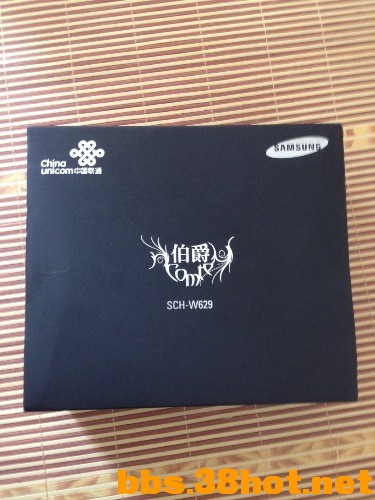 China
unicom中国联通
SAMSUNG
伯爵
Comte
SCH-W629
bbs.38hot.net